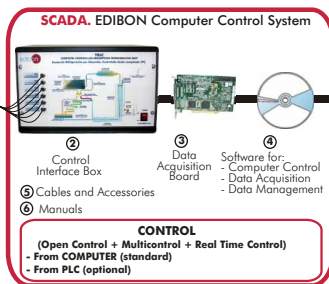 SCADA. EDIBON Computer Control System
TRAC
② Control
Interface Box
③ Data
Acquisition
Board
④ Software for:
- Computer Control
- Data Acquisition
- Data Management
⑤ Cables and Accessories
⑥ Manuals
CONTROL
(Open Control + Multicontrol + Real Time Control)
- From COMPUTER (standard)
- From PLC (optional)